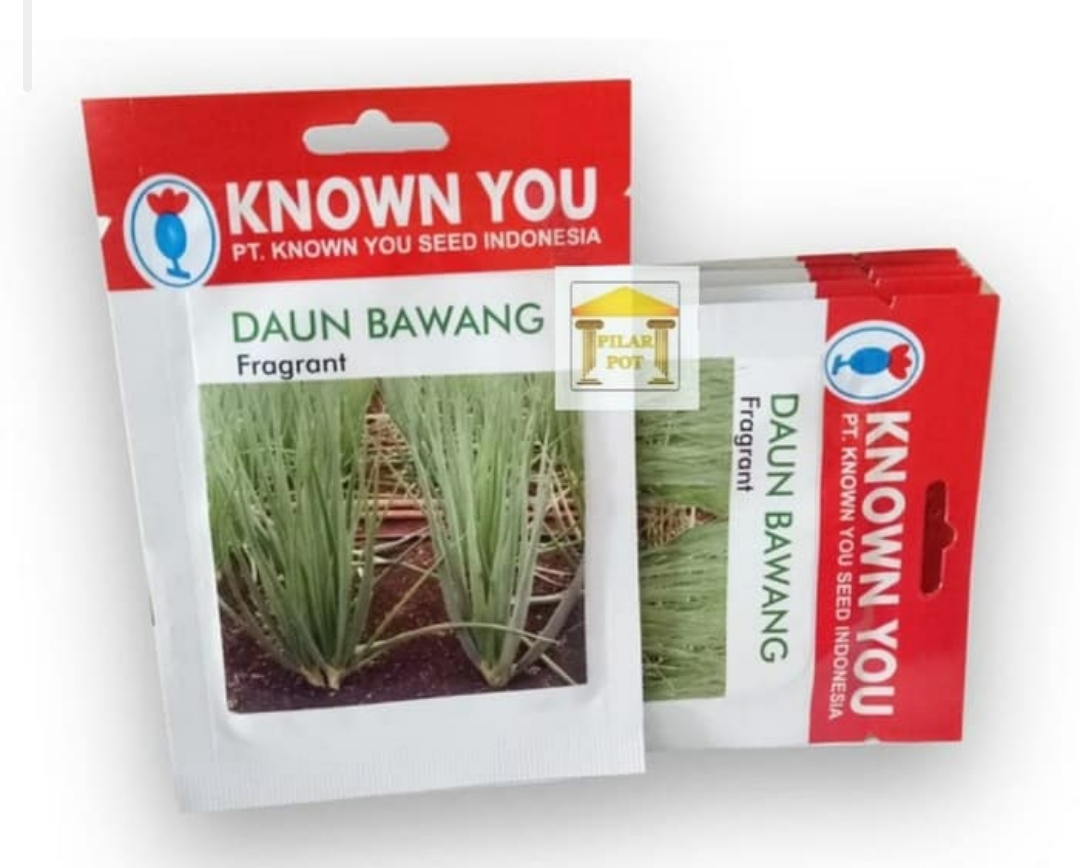 KNOWN YOU
PT. KNOWN YOU SEED INDONESIA
DAUN BAWANG
Fragrant
PILAR
POT
KNOWN YOU
PT. KNOWN YOU SEED INDONESIA
DAUN BAWANG
Fragrant